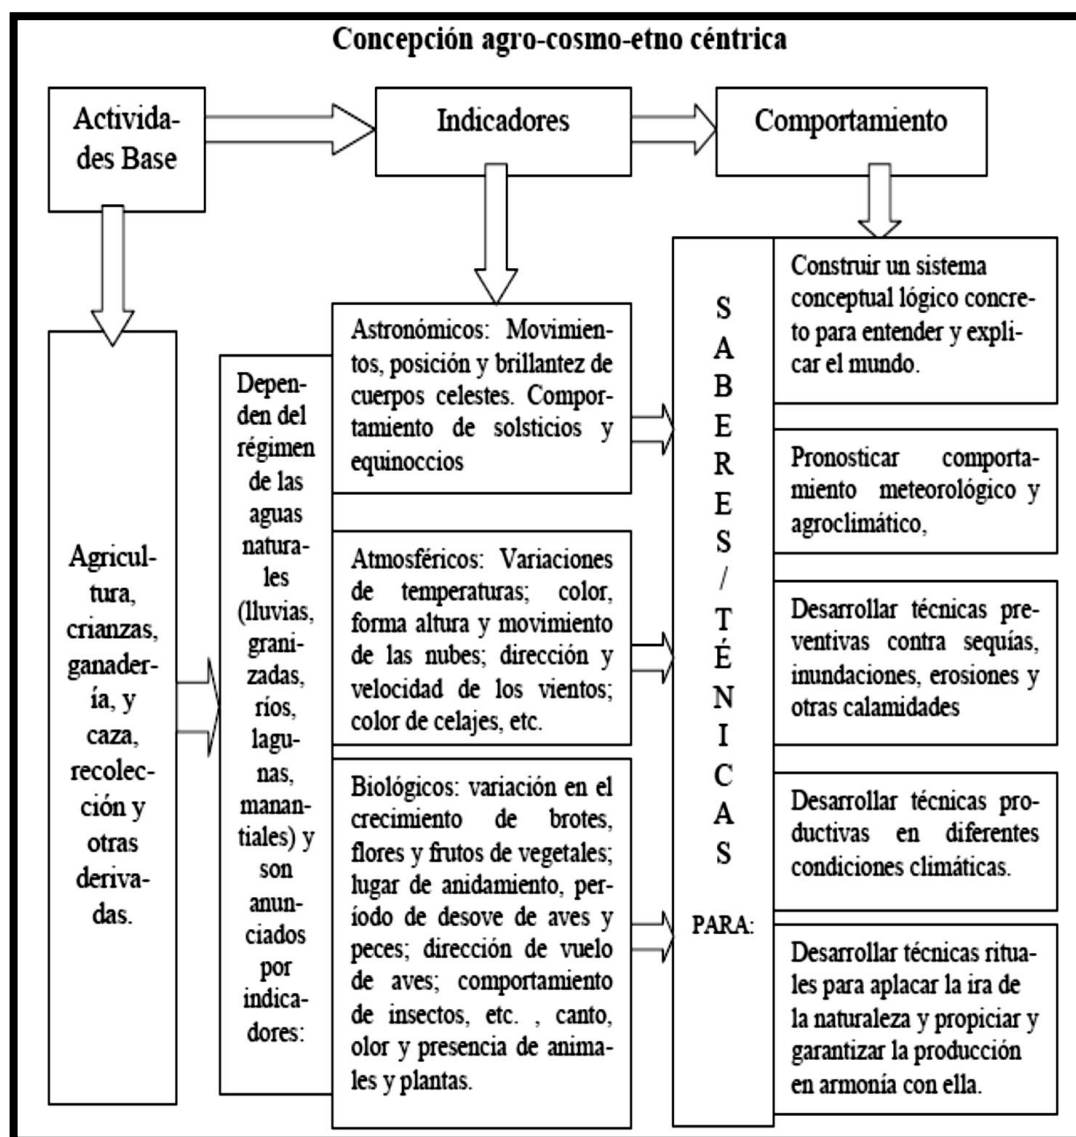 Concepción agro-cosmo-etno céntrica
Activida-
des Base
Indicadores
Comportamiento
Agricul-
tura,
crianzas,
ganader-
ía, y
caza,
recolec-
ción y
otras
deriva-
das.
Depen-
den del
régimen
de las
aguas
natura-
les
(lluvias,
grani-
zadas,
ríos,
lagu-
nas,
manan-
tiales) y
son
anun-
ciados
por
indica-
dores:
Astronómicos: Movimien-
tos, posición y brillantez de
cuerpos celestes. Compor-
tamiento de solsticios y
equinoccios
Atmosféricos: Variaciones
de temperaturas; color,
forma altura y movimiento
de las nubes; dirección y
velocidad de los vientos;
color de celajes, etc.
Biológicos: variación en el
crecimiento de brotes,
flores y frutos de vegetales;
lugar de anidamiento, per-
íodo de desove de aves y
peces; dirección de vuelo
de aves; comportamiento
de insectos, etc. , canto,
olor y presencia de anima-
les y plantas.
S
A
B
E
R
E
S
/
T
É
N
I
C
A
S
PARA:
Construir un sistema
conceptual lógico concre-
to para entender y expli-
car el mundo.
Pronosticar comporta-
miento meteorológico y
agroclimático,
Desarrollar técnicas pre-
ventivas contra sequías,
inundaciones, erosiones y
otras calamidades
Desarrollar técnicas pro-
ductivas en diferentes
condiciones climáticas.
Desarrollar técnicas ritua-
les para aplacar la ira de
la naturaleza y propiciar y
garantizar la producción
en armonía con ella.